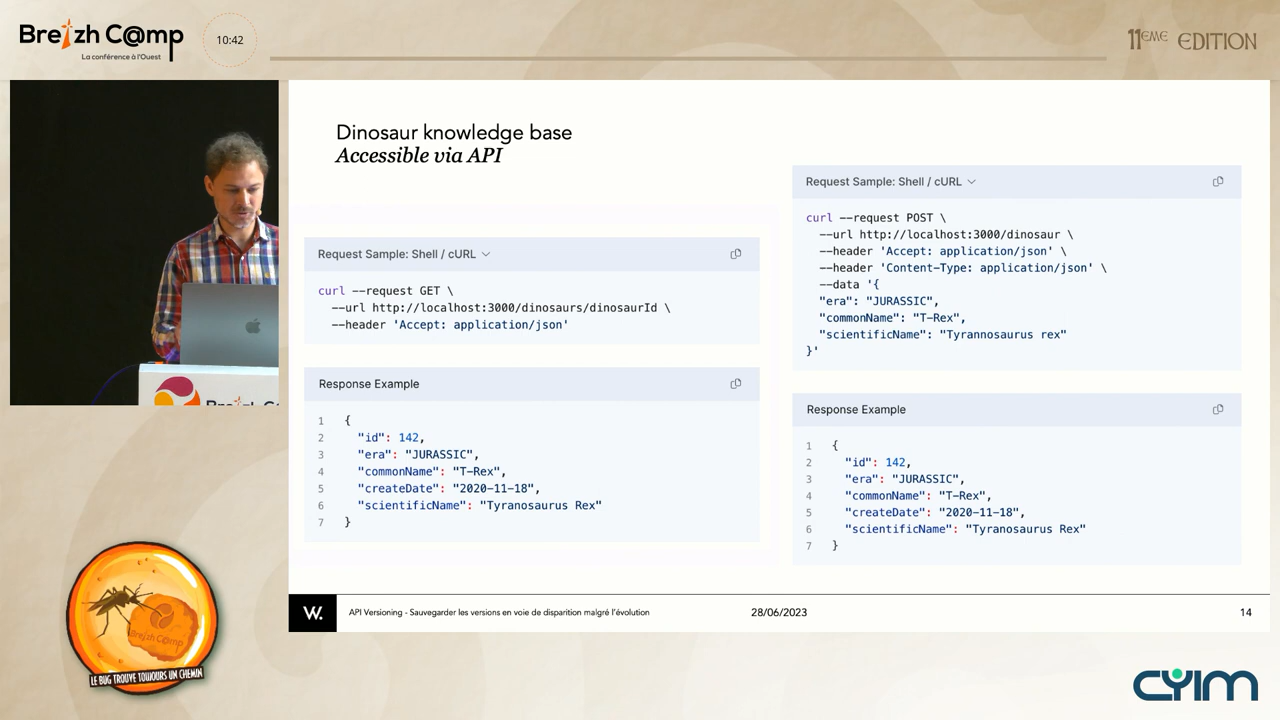 Breizh C@mp
La conférence à l'Ouest
10:42
11ÈME EDITION
Dinosaur knowledge base
Accessible via API
Request Sample: Shell / cURL
curl --request GET \
--url http://localhost:3000/dinosaurs/dinosaurId \
--header 'Accept: application/json'
Response Example
1 {
2 "id": 142,
3 "era": "JURASSIC",
4 "commonName": "T-Rex",
5 "createDate": "2020-11-18",
6 "scientificName": "Tyranosaurus Rex"
7 }
Request Sample: Shell / cURL
curl --request POST \
--url http://localhost:3000/dinosaur \
--header 'Accept: application/json' \
--header 'Content-Type: application/json' \
--data '{
"era": "JURASSIC",
"commonName": "T-Rex",
"scientificName": "Tyrannosaurus rex"
}'
Response Example
1 {
2 "id": 142,
3 "era": "JURASSIC",
4 "commonName": "T-Rex",
5 "createDate": "2020-11-18",
6 "scientificName": "Tyranosaurus Rex"
7 }
W.
API Versioning - Sauvegarder les versions en voie de disparition malgré l'évolution
28/06/2023
14
Breizh C@mp
LE BUG TROUVE TOUJOURS UN CHEMIN
CYIM